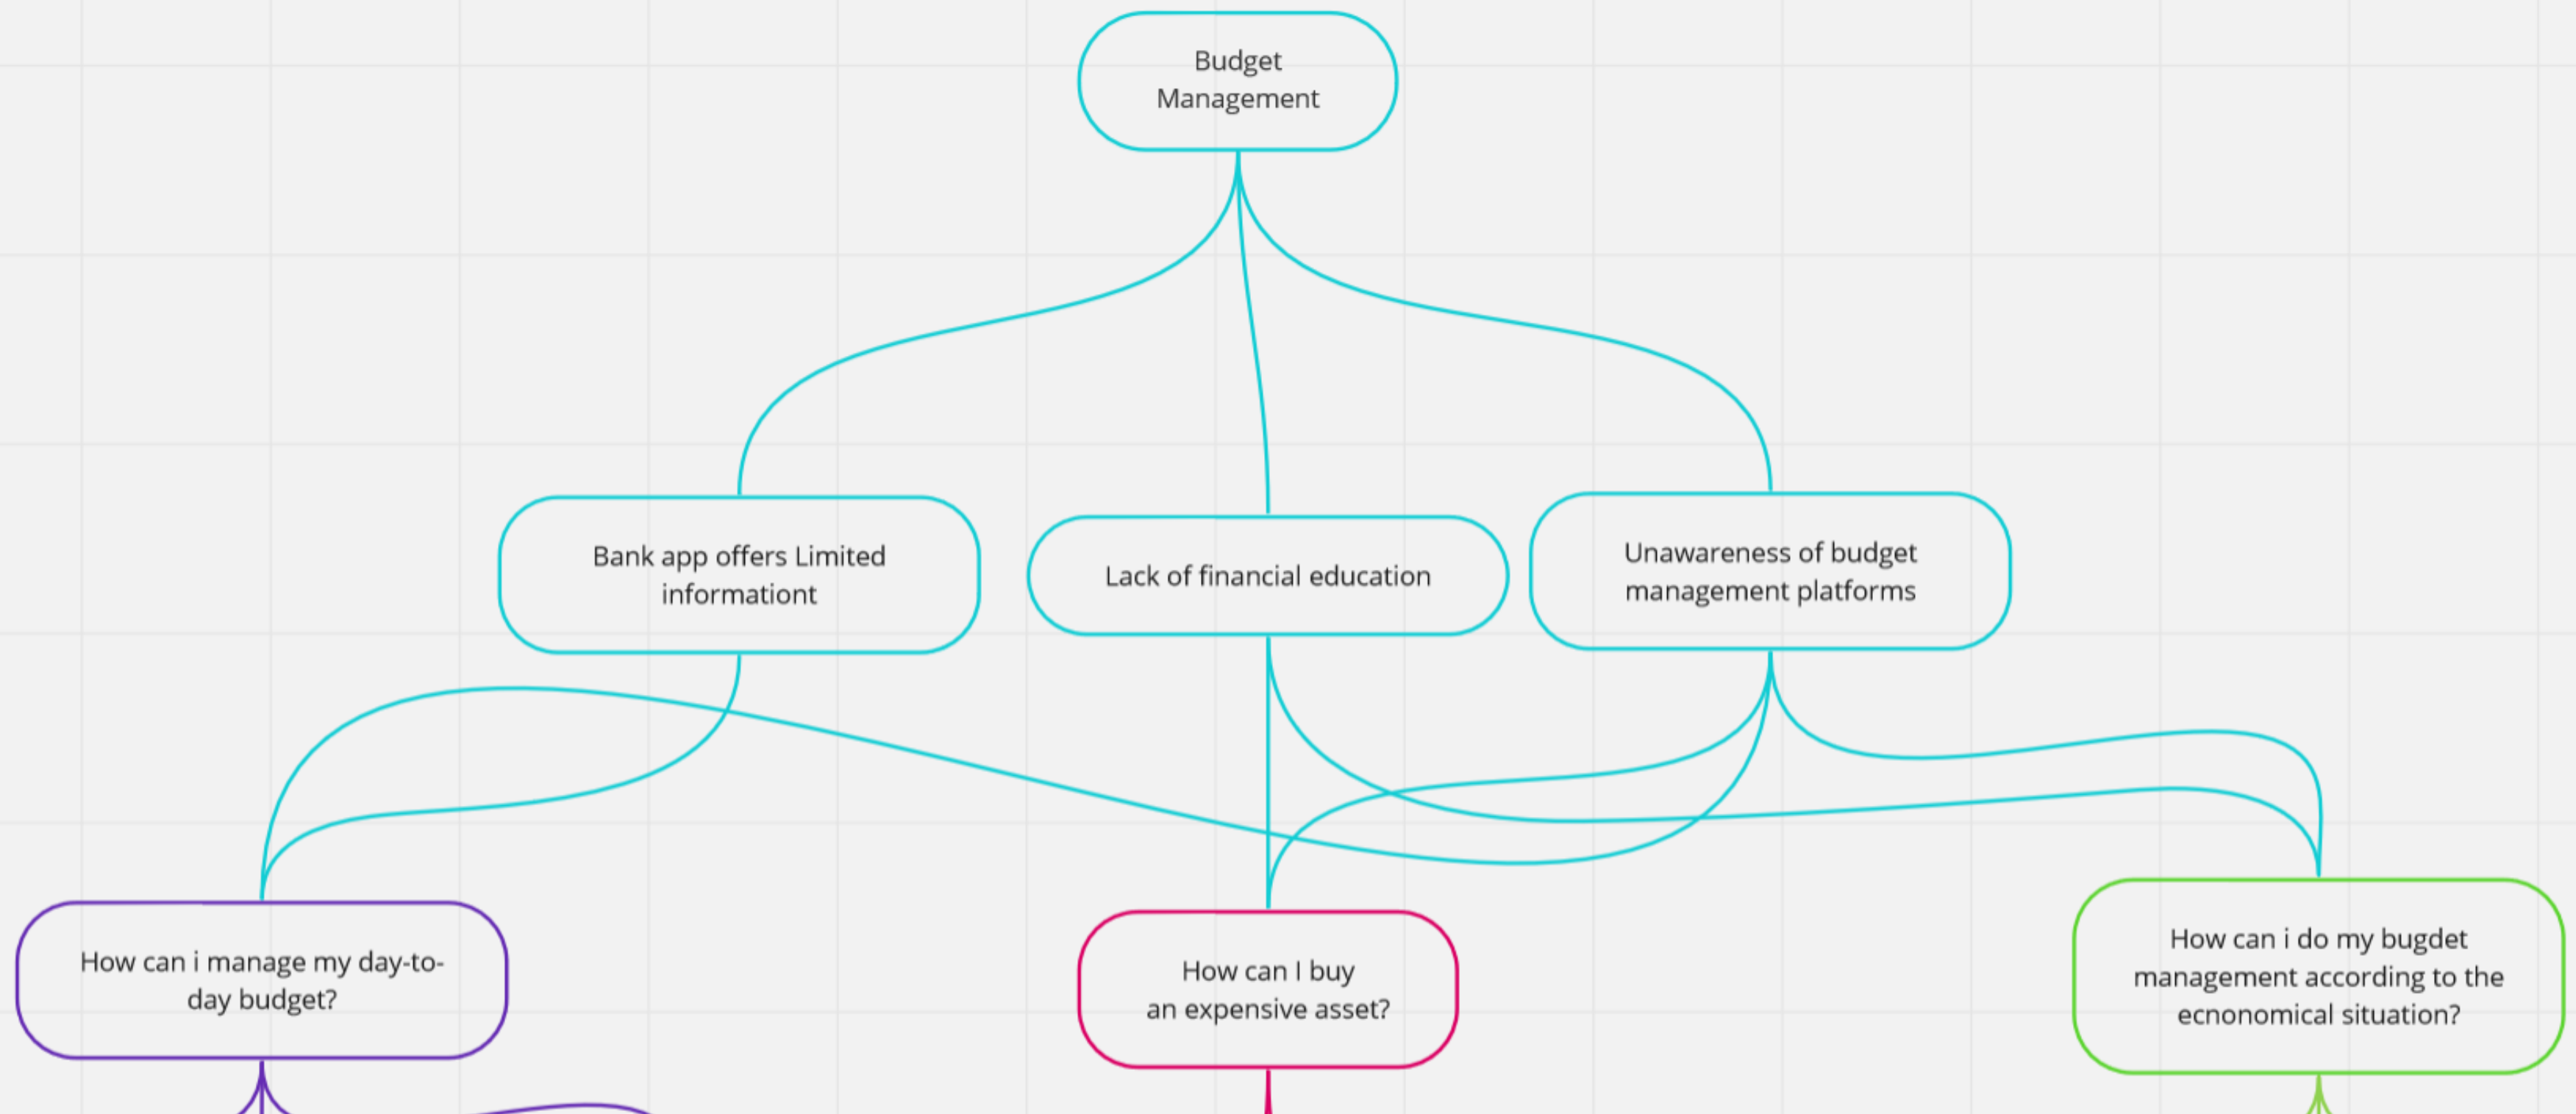 Budget
Management
Bank app offers Limited
informationt
Lack of financial education
Unawareness of budget
management platforms
How can i manage my day-to-
day budget?
How can I buy
an expensive asset?
How can i do my bugdet
management according to the
ecnonomical situation?